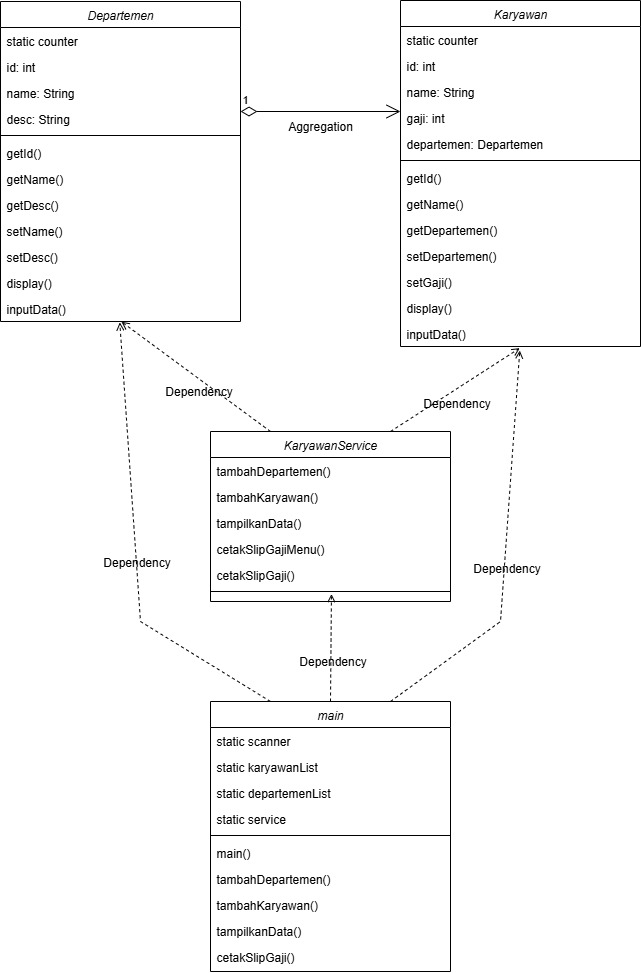 Departemen
static counter
id: int
name: String
desc: String
getId()
getName()
getDesc()
setName()
setDesc()
display()
inputData()
1
Aggregation
Karyawan
static counter
id: int
name: String
gaji: int
departemen: Departemen
getId()
getName()
getDepartemen()
setDepartemen()
setGaji()
display()
inputData()
Dependency
Dependency
KaryawanService
tambahDepartemen()
tambahKaryawan()
tampilkanData()
cetakSlipGajiMenu()
cetakSlipGaji()
Dependency
Dependency
Dependency
main
static scanner
static karyawanList
static departemenList
static service
main()
tambahDepartemen()
tambahKaryawan()
tampilkanData()
cetakSlipGaji()